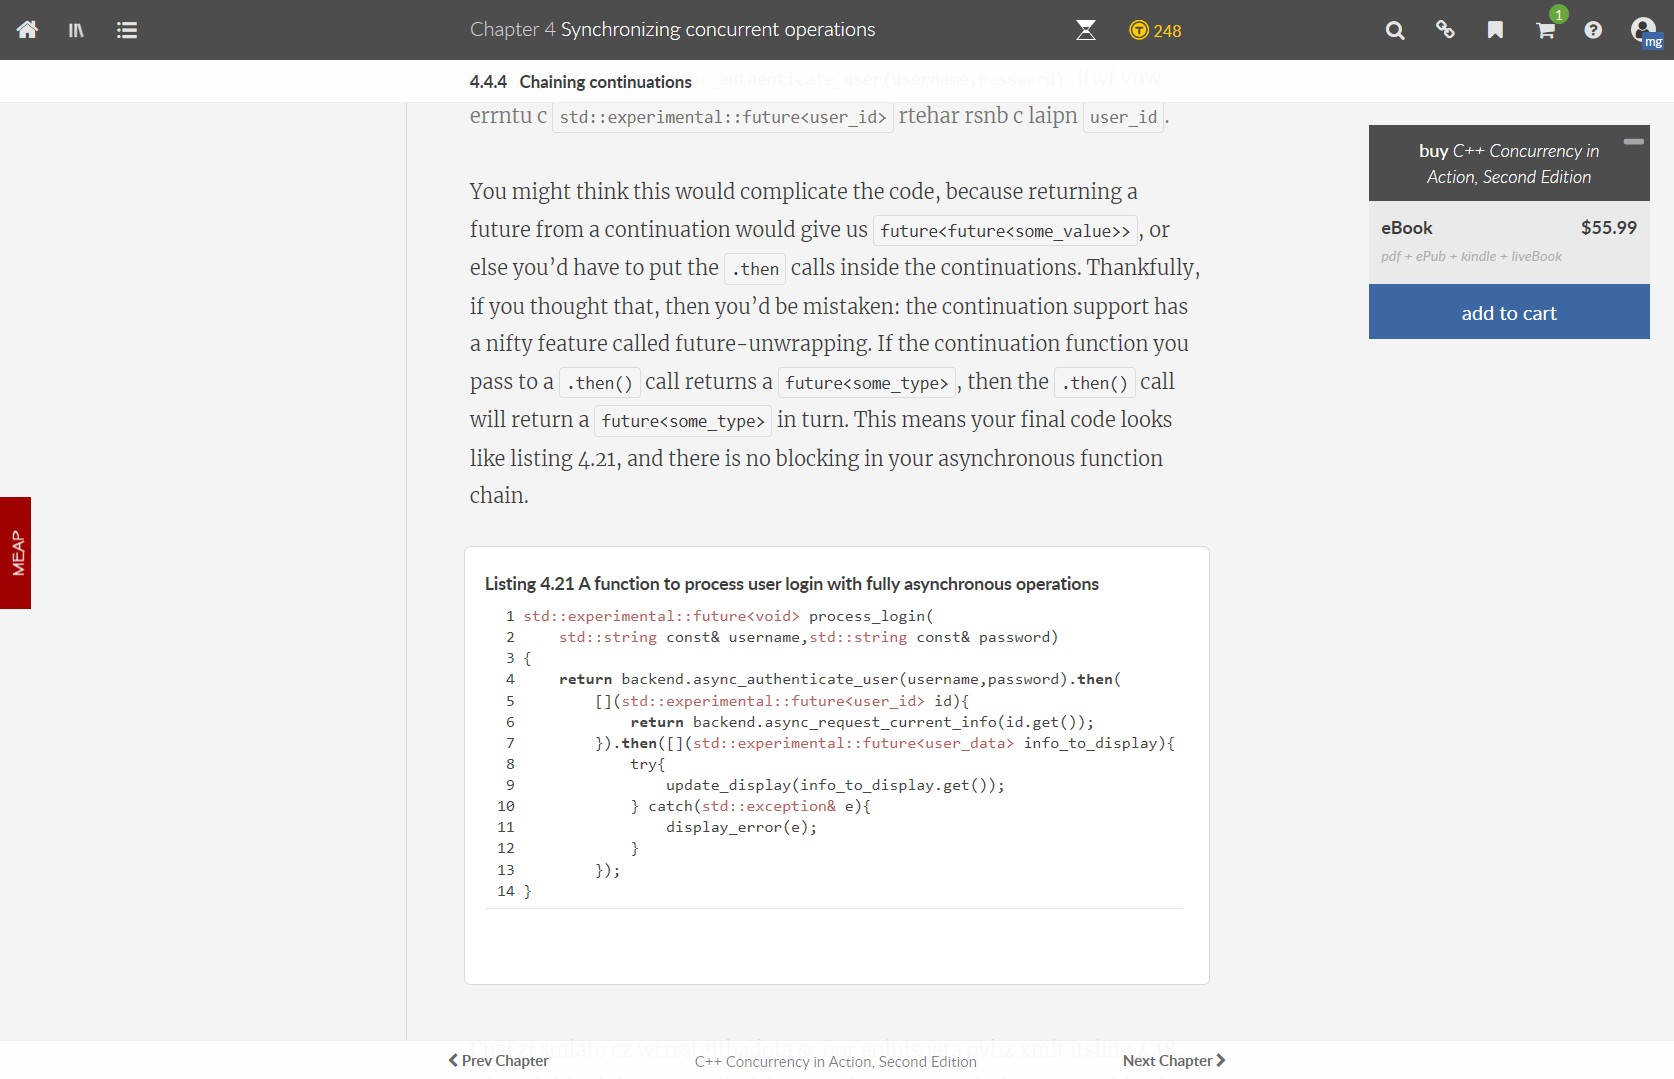 Chapter 4 Synchronizing concurrent operations
248
1
mg
4.4.4 Chaining continuations
errntu c std::experimental::future<user_id> rtehar rsnb c laipn user_id .
You might think this would complicate the code, because returning a
future from a continuation would give us future<future<some_value>> , or
else you’d have to put the .then calls inside the continuations. Thankfully,
if you thought that, then you’d be mistaken: the continuation support has
a nifty feature called future-unwrapping. If the continuation function you
pass to a .then() call returns a future<some_type> , then the .then() call
will return a future<some_type> in turn. This means your final code looks
like listing 4.21, and there is no blocking in your asynchronous function
chain.
MEAP
Listing 4.21 A function to process user login with fully asynchronous operations
1 std::experimental::future<void> process_login(
2     std::string const& username,std::string const& password)
3 {
4     return backend.async_authenticate_user(username,password).then(
5         [](std::experimental::future<user_id> id){
6             return backend.async_request_current_info(id.get());
7         }).then([](std::experimental::future<user_data> info_to_display){
8             try{
9                 update_display(info_to_display.get());
10             } catch(std::exception& e){
11                 display_error(e);
12             }
13         });
14 }
buy C++ Concurrency in
Action, Second Edition
eBook $55.99
pdf + ePub + kindle + liveBook
add to cart
Prev Chapter
C++ Concurrency in Action, Second Edition
Next Chapter